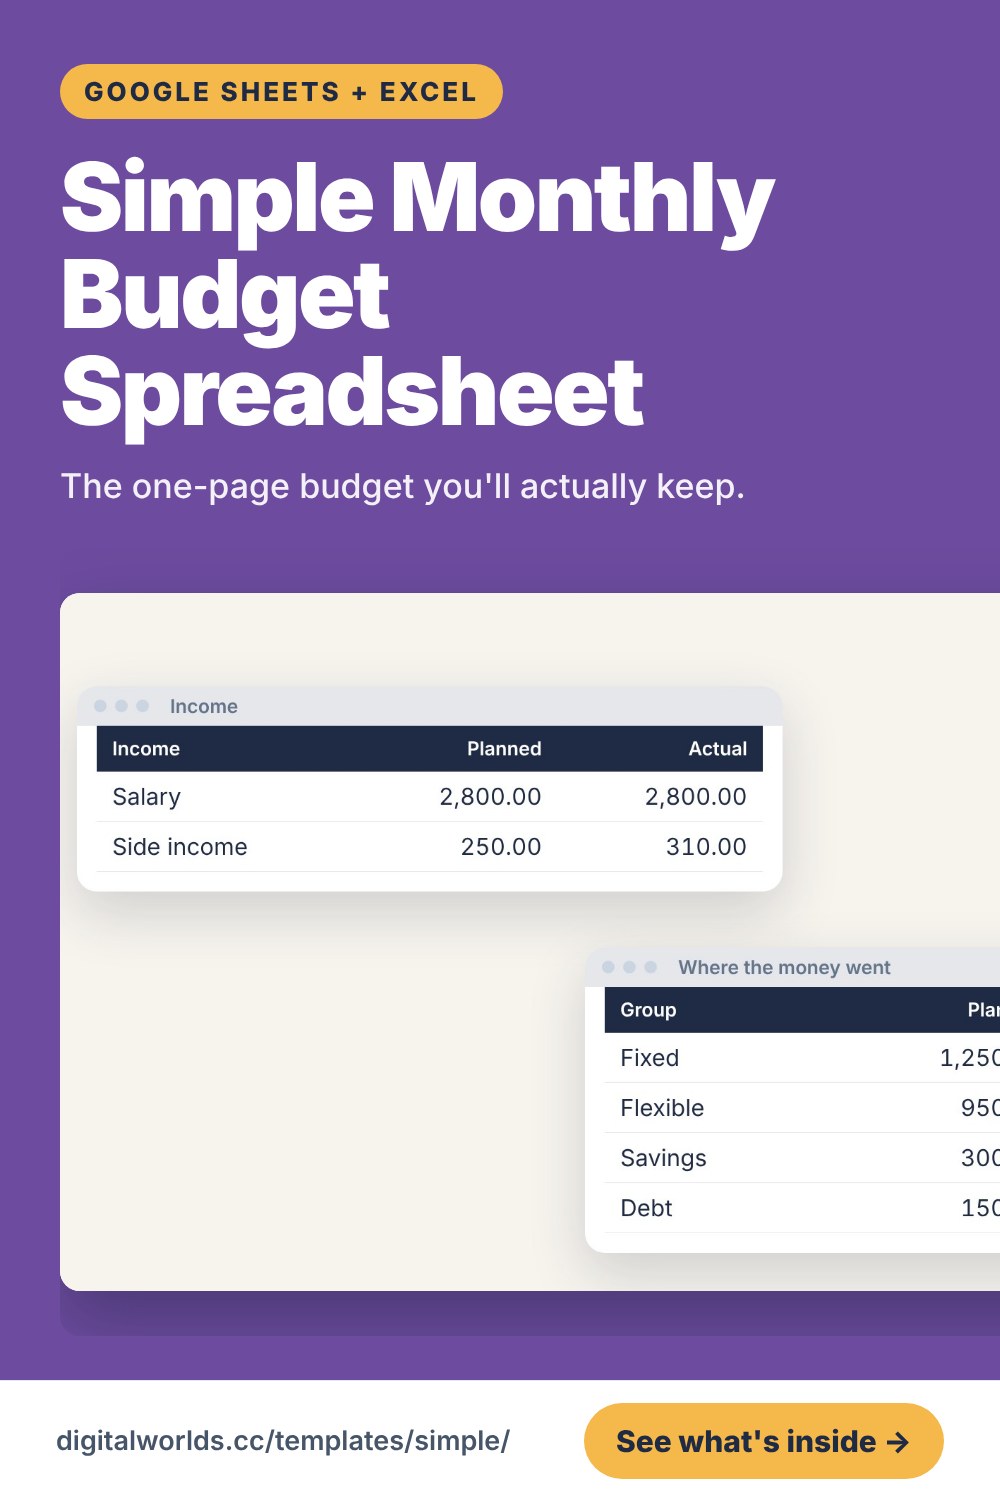 GOOGLE SHEETS + EXCEL
Simple Monthly
Budget
Spreadsheet
The one-page budget you'll actually keep.
Income
Income Planned Actual
Salary 2,800.00 2,800.00
Side income 250.00 310.00
Where the money went
Group
Fixed
Flexible
Savings
Debt
digitalworlds.cc/templates/simple/
See what's inside →